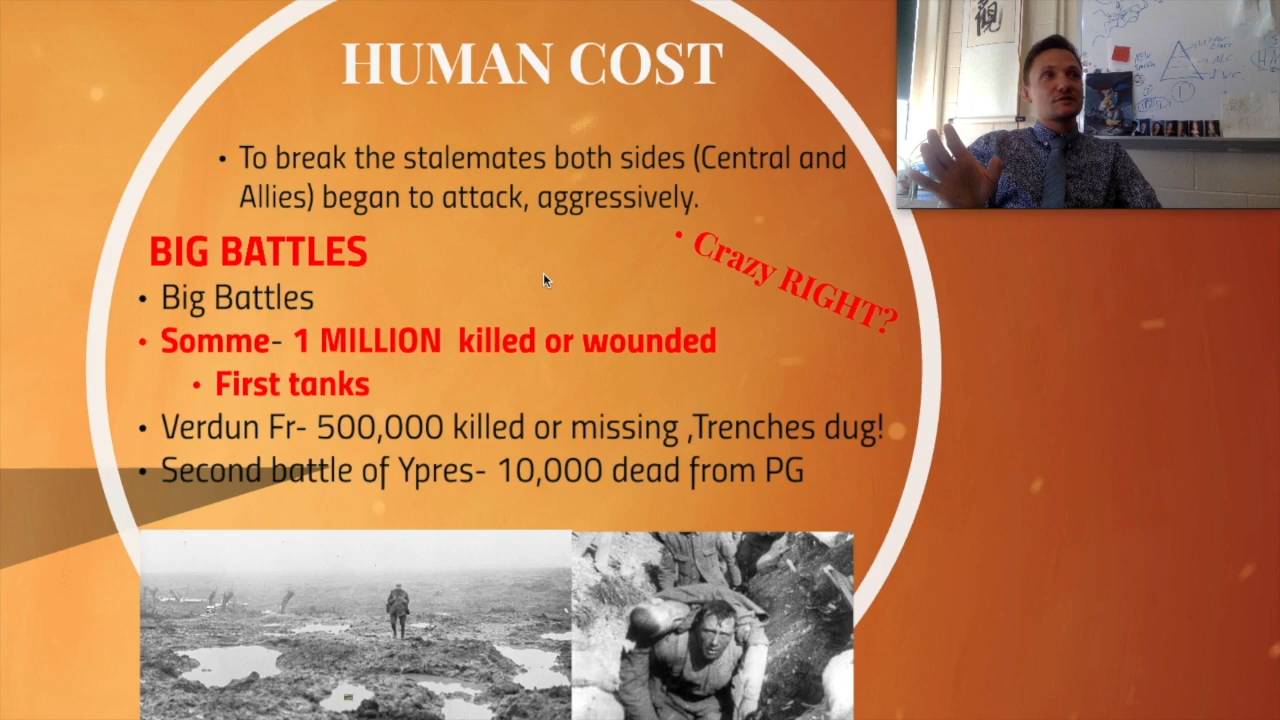 HUMAN COST
• To break the stalemates both sides (Central and
Allies) began to attack, aggressively.
• Crazy RIGHT?
BIG BATTLES
• Big Battles
• Somme- 1 MILLION killed or wounded
• First tanks
• Verdun Fr- 500,000 killed or missing ,Trenches dug!
• Second battle of Ypres- 10,000 dead from PG
觀